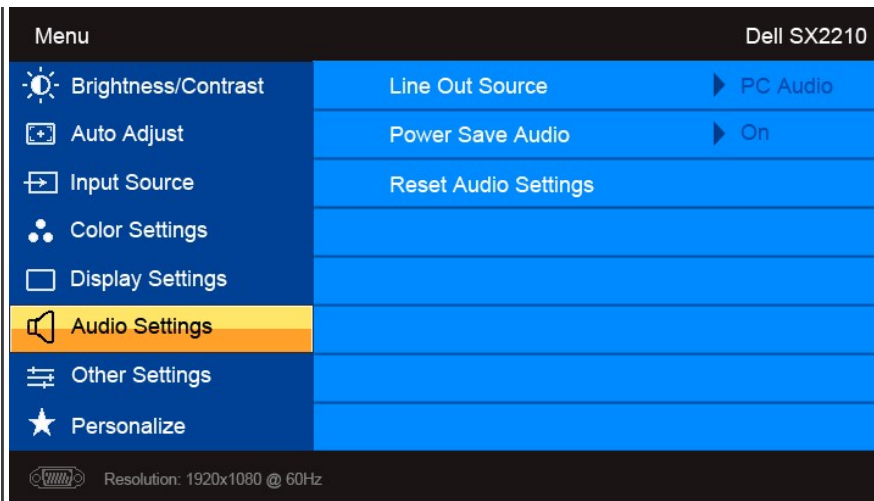 Menu Dell SX2210
Brightness/Contrast Line Out Source PC Audio
Auto Adjust Power Save Audio On
Input Source Reset Audio Settings
Color Settings
Display Settings
Audio Settings
Other Settings
Personalize
Resolution: 1920x1080 @ 60Hz